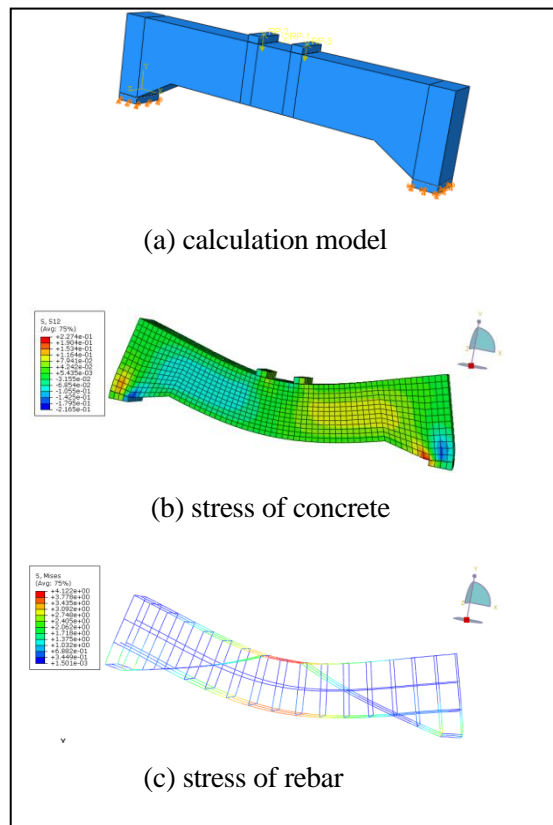 (a) calculation model
S, S12
(Avg: 75%)
+2.274e-01
+1.904e-01
+1.534e-01
+1.164e-01
+7.941e-02
+4.242e-02
+5.435e-03
-3.155e-02
-6.854e-02
-1.055e-01
-1.425e-01
-1.795e-01
-2.165e-01
(b) stress of concrete
S, Mises
(Avg: 75%)
+4.122e+00
+3.778e+00
+3.435e+00
+3.092e+00
+2.748e+00
+2.405e+00
+2.062e+00
+1.718e+00
+1.375e+00
+1.032e+00
+6.882e-01
+3.449e-01
+1.501e-03
(c) stress of rebar